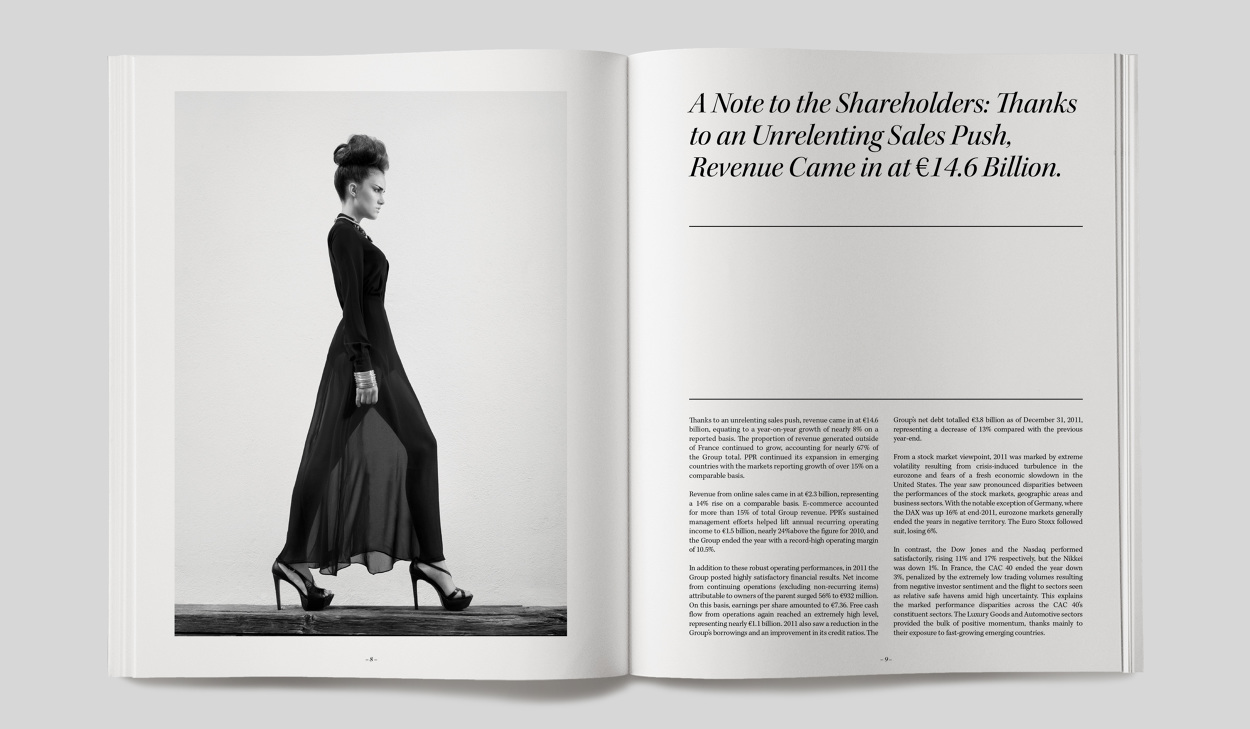 A Note to the Shareholders: Thanks
to an Unrelenting Sales Push,
Revenue Came in at €14.6 Billion.
Thanks to an unrelenting sales push, revenue came in at €14.6
billion, equating to a year-on-year growth of nearly 8% on a
reported basis. The proportion of revenue generated outside
of France continued to grow, accounting for nearly 67% of
the Group total. PPR continued its expansion in emerging
countries with the markets reporting growth of over 15% on a
comparable basis.
Revenue from online sales came in at €2.3 billion, representing
a 14% rise on a comparable basis. E-commerce accounted
for more than 15% of total Group revenue. PPR's sustained
management efforts helped lift annual recurring operating
income to €1.5 billion, nearly 24%above the figure for 2010, and
the Group ended the year with a record-high operating margin
of 10.5%.
In addition to these robust operating performances, in 2011 the
Group posted highly satisfactory financial results. Net income
from continuing operations (excluding non-recurring items)
attributable to owners of the parent surged 56% to €932 million.
On this basis, earnings per share amounted to €7.36. Free cash
flow from operations again reached an extremely high level,
representing nearly €1.1 billion. 2011 also saw a reduction in the
Group's borrowings and an improvement in its credit ratios. The
Group's net debt totalled €3.8 billion as of December 31, 2011,
representing a decrease of 13% compared with the previous
year-end.
From a stock market viewpoint, 2011 was marked by extreme
volatility resulting from crisis-induced turbulence in the
eurozone and fears of a fresh economic slowdown in the
United States. The year saw pronounced disparities between
the performances of the stock markets, geographic areas and
business sectors. With the notable exception of Germany, where
the DAX was up 16% at end-2011, eurozone markets generally
ended the years in negative territory. The Euro Stoxx followed
suit, losing 6%.
In contrast, the Dow Jones and the Nasdaq performed
satisfactorily, rising 11% and 17% respectively, but the Nikkei
was down 1%. In France, the CAC 40 ended the year down
3%, penalized by the extremely low trading volumes resulting
from negative investor sentiment and the flight to sectors seen
as relative safe havens amid high uncertainty. This explains
the marked performance disparities across the CAC 40's
constituent sectors. The Luxury Goods and Automotive sectors
provided the bulk of positive momentum, thanks mainly to
their exposure to fast-growing emerging countries.
– 8 –
– 9 –